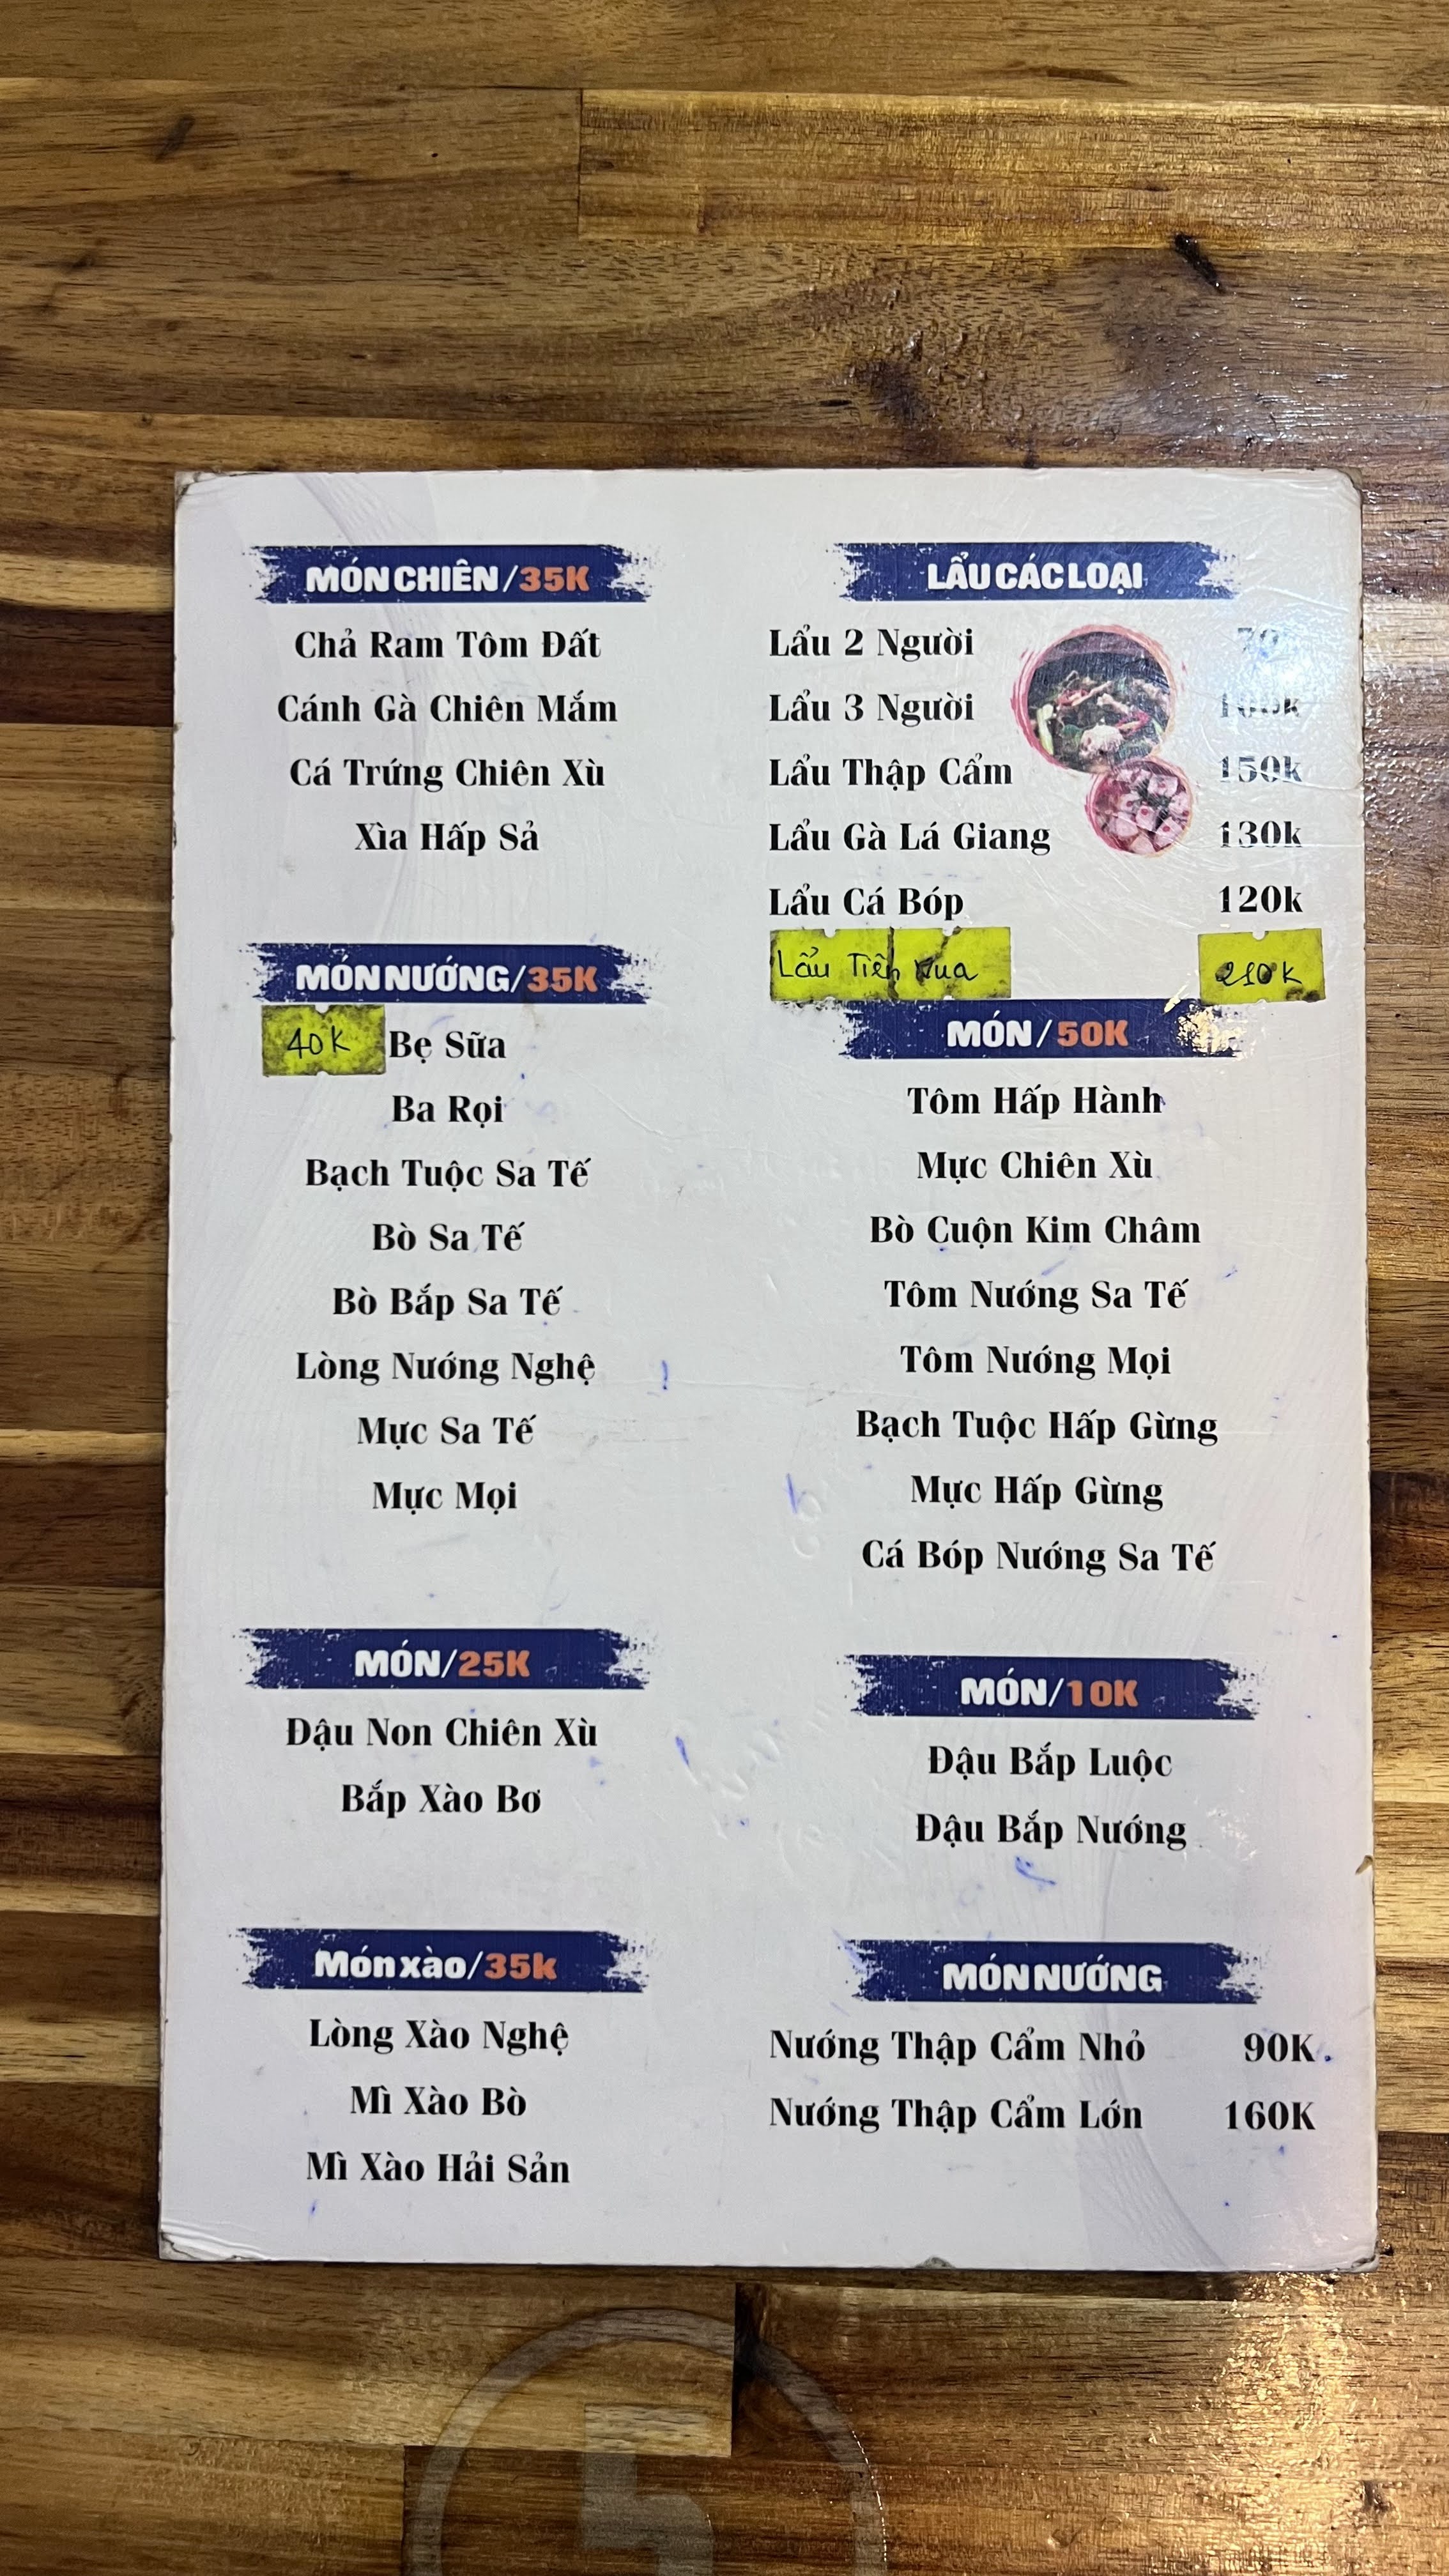 MÓN CHIÊN/35K
Chả Ram Tôm Đất
Cánh Gà Chiên Mắm
Cá Trứng Chiên Xù
Xìa Hấp Sả
MÓN NƯỚNG/35K
40K Bẹ Sữa
Ba Rọi
Bạch Tuộc Sa Tế
Bò Sa Tế
Bò Bắp Sa Tế
Lòng Nướng Nghệ
Mực Sa Tế
Mực Mọi
MÓN/25K
Đậu Non Chiên Xù
Bắp Xào Bơ
Món xào/35k
Lòng Xào Nghệ
Mì Xào Bò
Mì Xào Hải Sản
LẨU CÁC LOẠI
Lẩu 2 Người
Lẩu 3 Người
Lẩu Thập Cẩm 150k
Lẩu Gà Lá Giang 130k
Lẩu Cá Bóp 120k
Lẩu Tiến Vua 210k
MÓN/50K
Tôm Hấp Hành
Mực Chiên Xù
Bò Cuộn Kim Châm
Tôm Nướng Sa Tế
Tôm Nướng Mọi
Bạch Tuộc Hấp Gừng
Mực Hấp Gừng
Cá Bóp Nướng Sa Tế
MÓN/10K
Đậu Bắp Luộc
Đậu Bắp Nướng
MÓN NƯỚNG
Nướng Thập Cẩm Nhỏ 90K
Nướng Thập Cẩm Lớn 160K